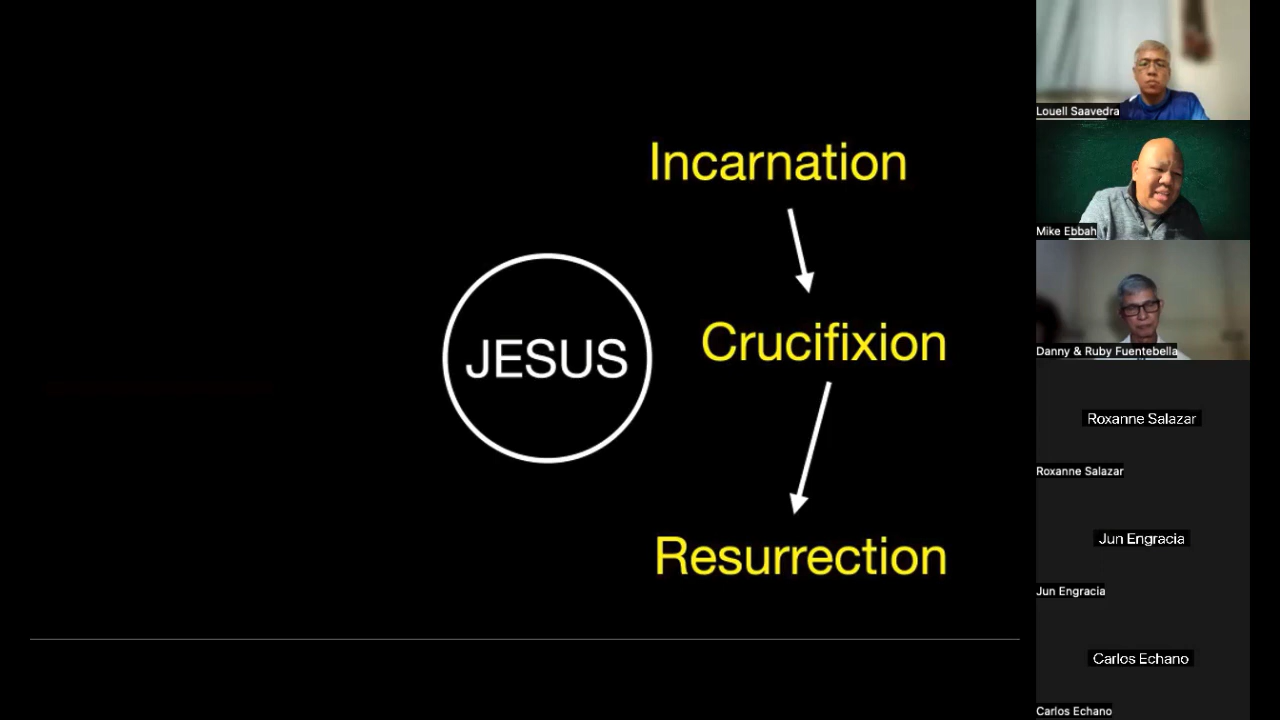 Incarnation
JESUS
Crucifixion
Resurrection
Louell Saavedra
Mike Ebbah
Danny & Ruby Fuentebella
Roxanne Salazar
Roxanne Salazar
Jun Engracia
Jun Engracia
Carlos Echano
Carlos Echano